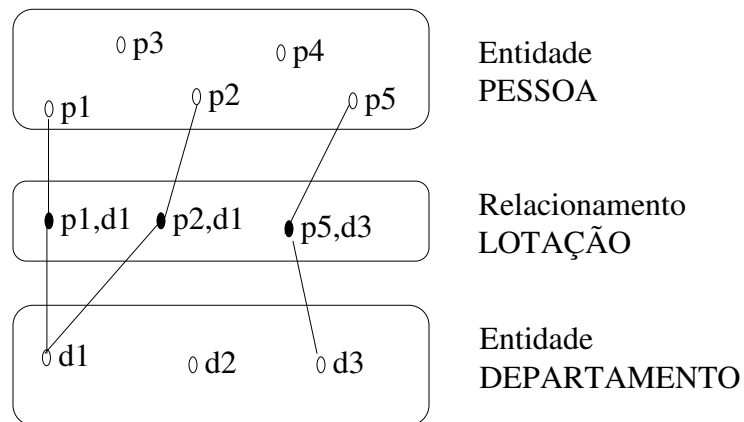 p3
p4
p1
p2
p5
Entidade
PESSOA
p1,d1
p2,d1
p5,d3
Relacionamento
LOTAÇÃO
d1
d2
d3
Entidade
DEPARTAMENTO